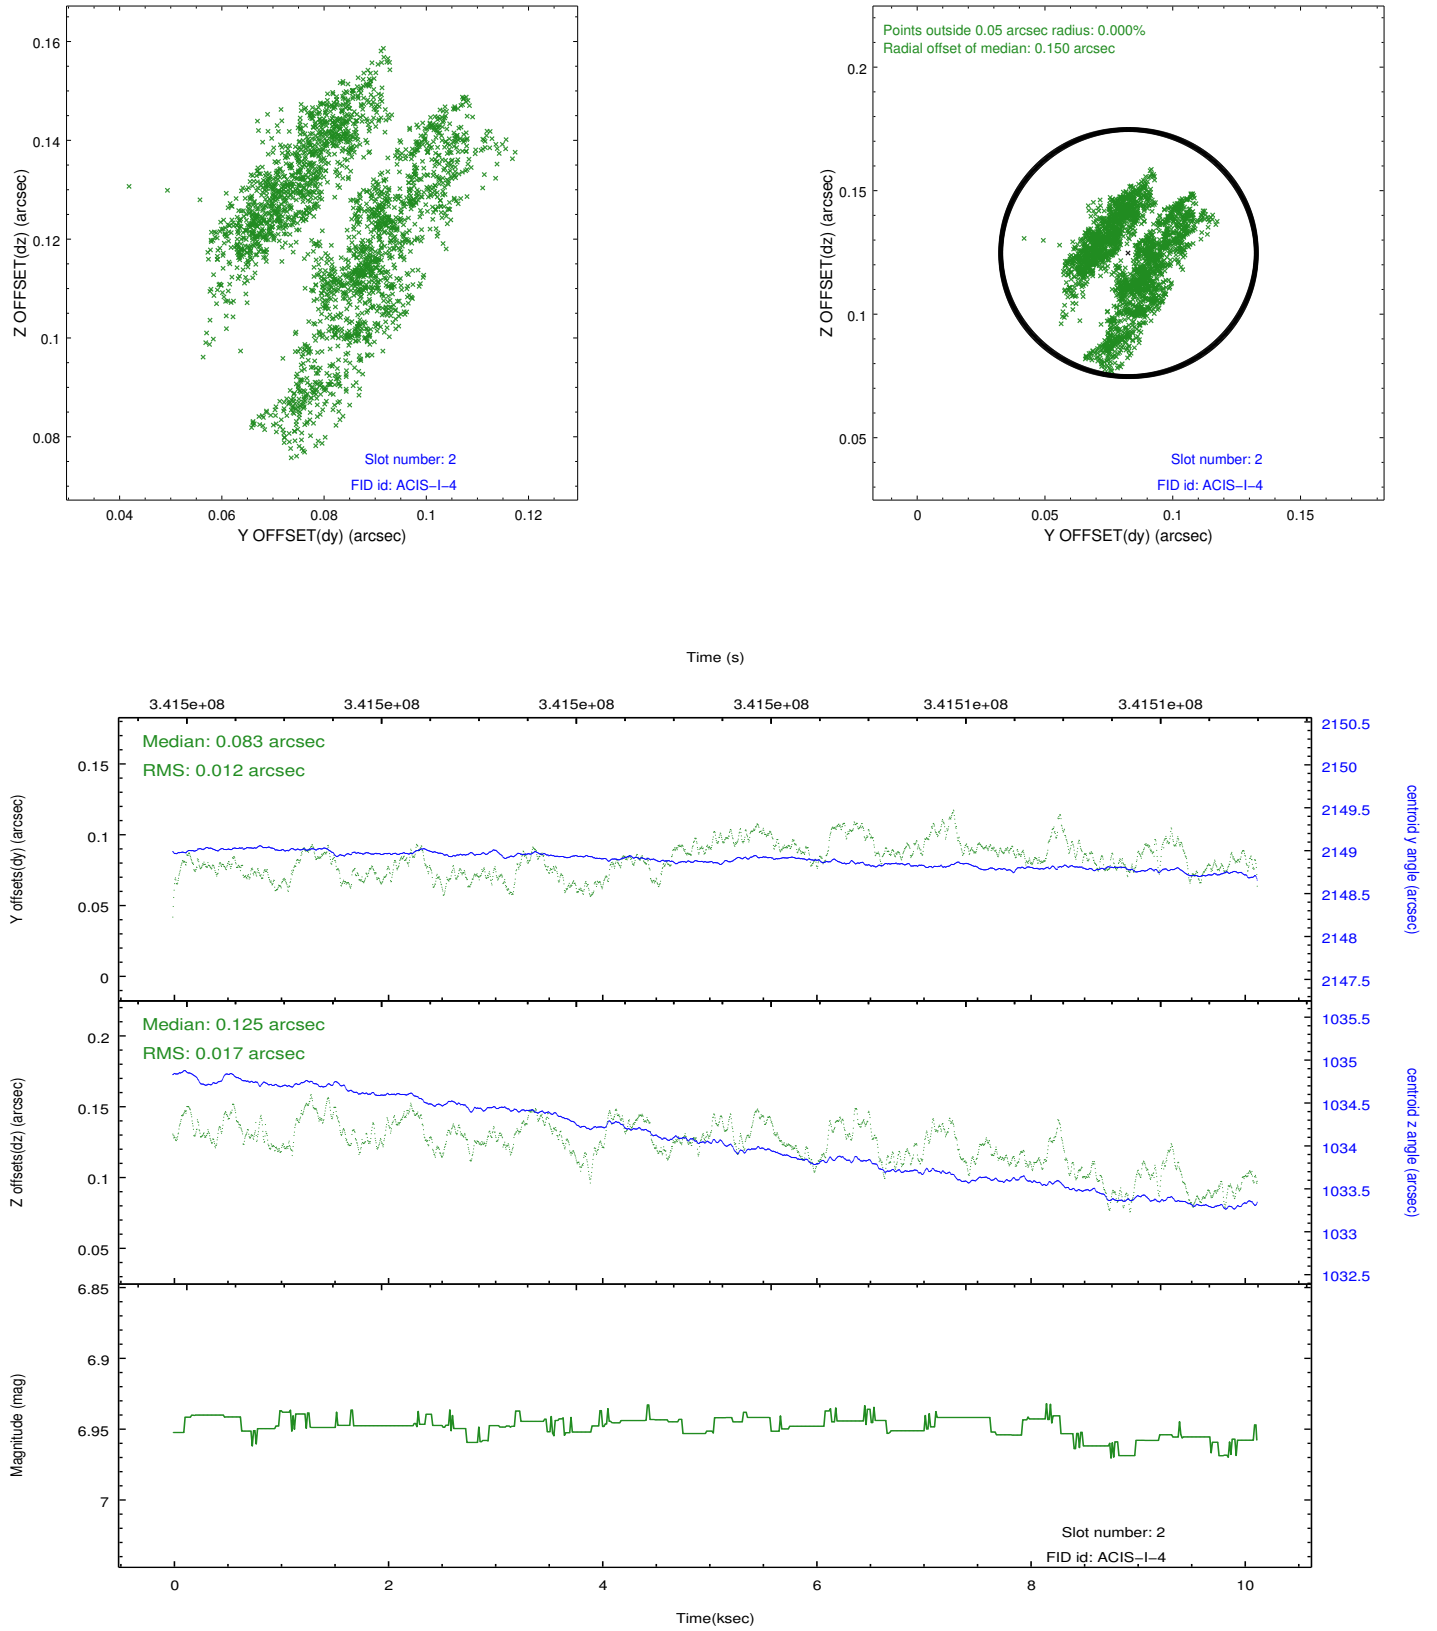 0.16
0.14
0.12
0.1
0.08
Z OFFSET(dz) (arcsec)
Slot number: 2
FID id: ACIS−I−4
0.04
0.06
0.08
0.1
0.12
Y OFFSET(dy) (arcsec)
Points outside 0.05 arcsec radius: 0.000%
Radial offset of median: 0.150 arcsec
0.2
0.15
0.1
0.05
Z OFFSET(dz) (arcsec)
Slot number: 2
FID id: ACIS−I−4
0
0.05
0.1
0.15
Y OFFSET(dy) (arcsec)
Time (s)
3.415e+08
3.415e+08
3.415e+08
3.415e+08
3.4151e+08
3.4151e+08
Median: 0.083 arcsec
RMS: 0.012 arcsec
0.15
0.1
0.05
0
Y offsets(dy) (arcsec)
2150.5
2150
2149.5
2149
2148.5
2148
2147.5
centroid y angle (arcsec)
Median: 0.125 arcsec
RMS: 0.017 arcsec
0.2
0.15
0.1
0.05
Z offsets(dz) (arcsec)
1035.5
1035
1034.5
1034
1033.5
1033
1032.5
centroid z angle (arcsec)
6.85
6.9
6.95
7
Magnitude (mag)
Slot number: 2
FID id: ACIS−I−4
0
2
4
6
8
10
Time(ksec)